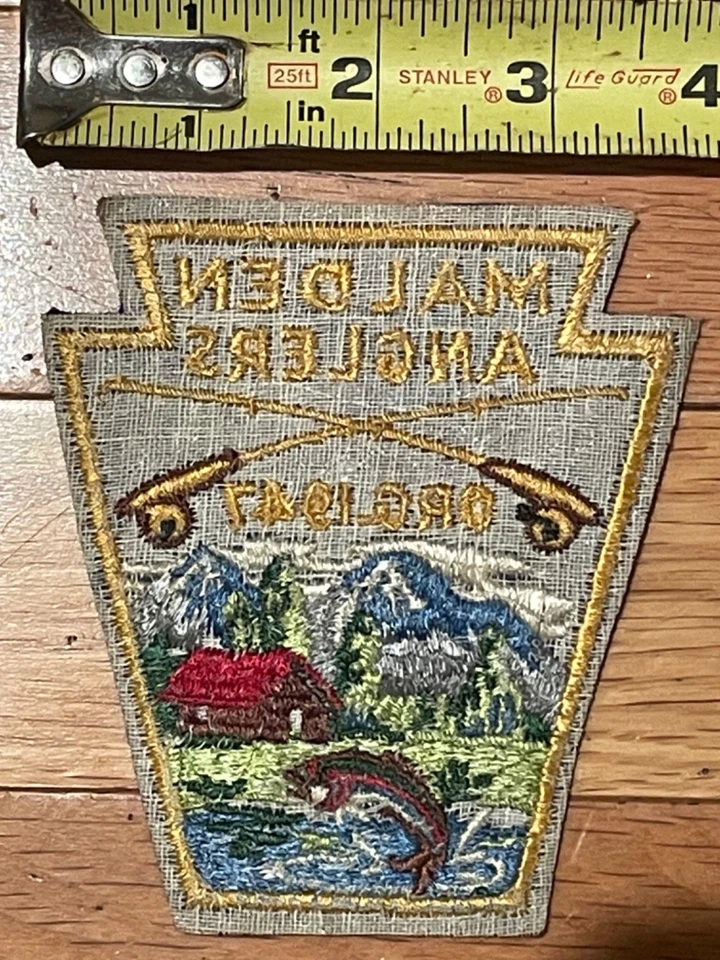 1 ft 25ft 2 STANLEY ® 3 Life Guard ® 4
1 in
MALDEN
ANGLERS
ORG. 1947